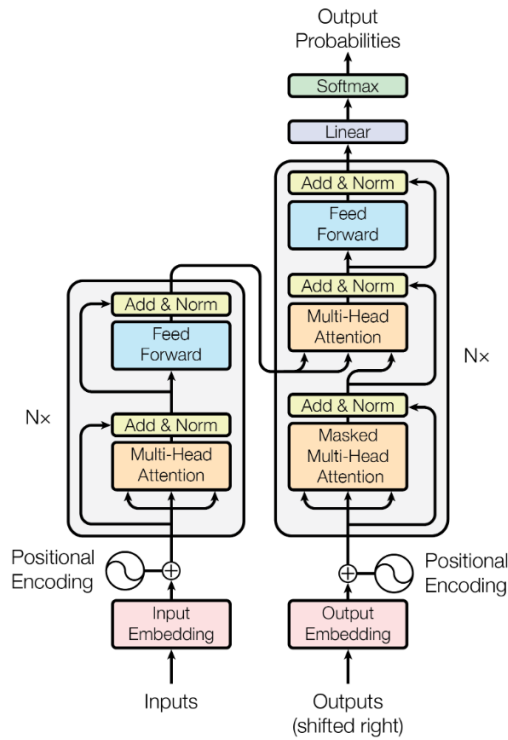 Output
Probabilities
Softmax
Linear
Add & Norm
Feed
Forward
Add & Norm
Multi-Head
Attention
Nx
Add & Norm
Masked
Multi-Head
Attention
Add & Norm
Feed
Forward
Nx
Add & Norm
Multi-Head
Attention
Positional
Encoding
Positional
Encoding
Input
Embedding
Output
Embedding
Inputs
Outputs
(shifted right)